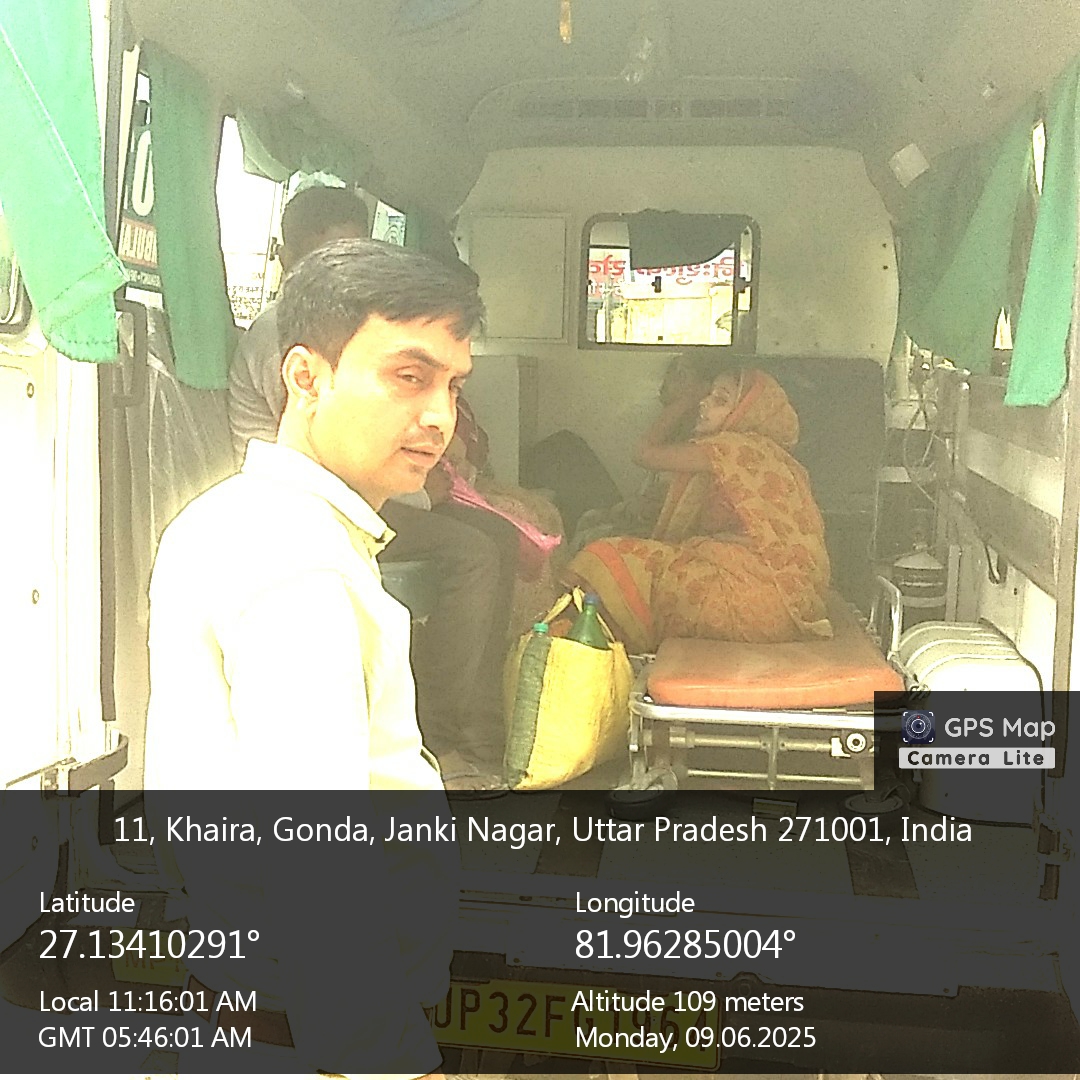 GPS Map
Camera Lite
11, Khaira, Gonda, Janki Nagar, Uttar Pradesh 271001, India
Latitude
27.13410291°
Longitude
81.96285004°
Local 11:16:01 AM
GMT 05:46:01 AM
Altitude 109 meters
Monday, 09.06.2025